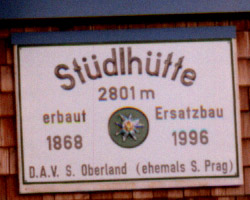 Stüdlhütte
2801 m
erbaut Ersatzbau
1868 1996
D.A.V. S. Oberland (ehemals S. Prag)